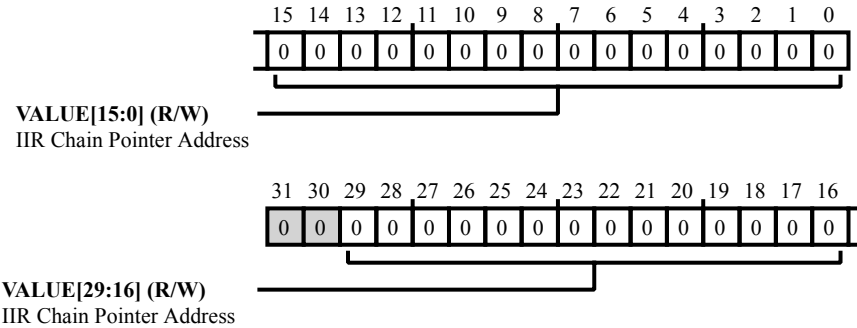 15 14 13 12 11 10 9 8 7 6 5 4 3 2 1 0
0 0 0 0 0 0 0 0 0 0 0 0 0 0 0 0
VALUE[15:0] (R/W)
IIR Chain Pointer Address
31 30 29 28 27 26 25 24 23 22 21 20 19 18 17 16
0 0 0 0 0 0 0 0 0 0 0 0 0 0 0 0
VALUE[29:16] (R/W)
IIR Chain Pointer Address